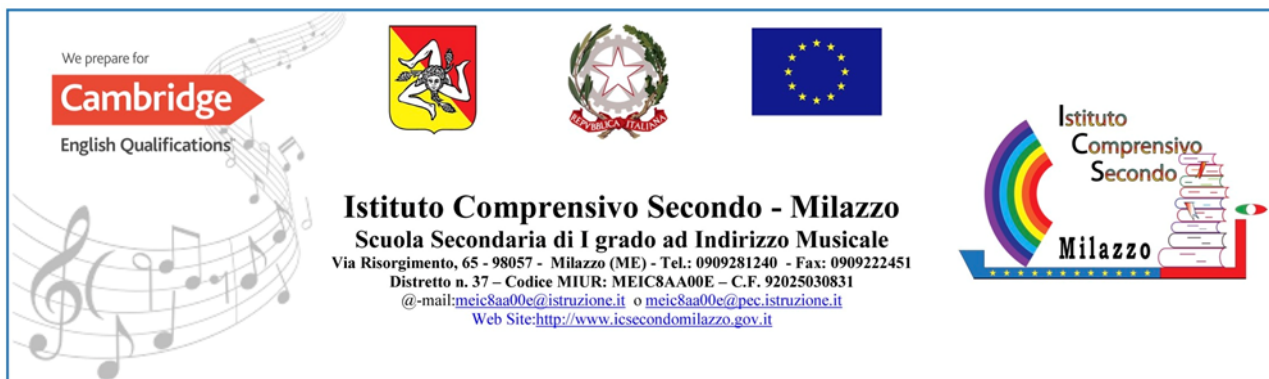 We prepare for
Cambridge
English Qualifications
REPVBBLICA ITALIANA
Istituto
Comprensivo
Secondo
Milazzo
Istituto Comprensivo Secondo - Milazzo
Scuola Secondaria di I grado ad Indirizzo Musicale
Via Risorgimento, 65 - 98057 - Milazzo (ME) - Tel.: 0909281240 - Fax: 0909222451
Distretto n. 37 – Codice MIUR: MEIC8AA00E – C.F. 92025030831
@-mail:meic8aa00e@istruzione.it o meic8aa00e@pec.istruzione.it
Web Site:http://www.icsecondomilazzo.gov.it